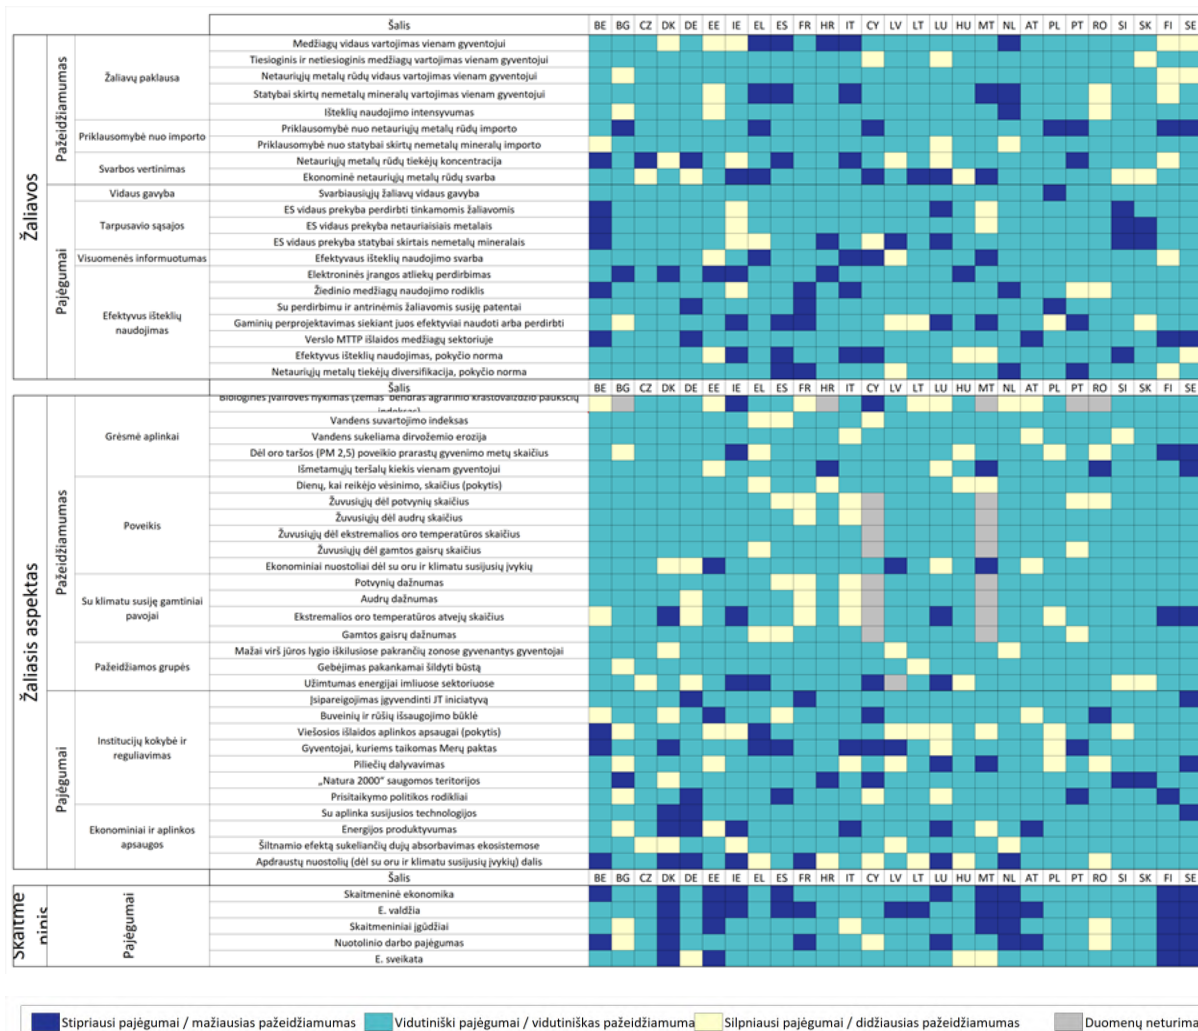 Šalis BE BG CZ DK DE EE IE EL ES FR HR IT CY LV LT LU HU MT NL AT PL PT RO SI SK FI SE
Žaliavos
Pažeidžiamumas
Žaliavų paklausa
Medžiagų vidaus vartojimas vienam gyventojui
Tiesioginis ir netiesioginis medžiagų vartojimas vienam gyventojui
Netauriųjų metalų rūdų vidaus vartojimas vienam gyventojui
Statybai skirtų nemetalų mineralų vartojimas vienam gyventojui
Išteklių naudojimo intensyvumas
Priklausomybė nuo importo
Priklausomybė nuo netauriųjų metalų rūdų importo
Priklausomybė nuo statybai skirtų nemetalų mineralų importo
Svarbos vertinimas
Netauriųjų metalų rūdų tiekėjų koncentracija
Ekonominė netauriųjų metalų rūdų svarba
Pajėgumai
Vidaus gavyba
Svarbiausiųjų žaliavų vidaus gavyba
Tarpusavio sąsajos
ES vidaus prekyba perdirbti tinkamomis žaliavomis
ES vidaus prekyba netauriaisiais metalais
ES vidaus prekyba statybai skirtais nemetalų mineralais
Visuomenės informuotumas
Efektyvaus išteklių naudojimo svarba
Efektyvus išteklių
naudojimas
Elektroninės įrangos atliekų perdirbimas
Žiedinio medžiagų naudojimo rodiklis
Su perdirbimu ir antrinėmis žaliavomis susiję patentai
Gaminių perprojektavimas siekiant juos efektyviai naudoti arba perdirbti
Verslo MTTP išlaidos medžiagų sektoriuje
Efektyvus išteklių naudojimas, pokyčio norma
Netauriųjų metalų tiekėjų diversifikacija, pokyčio norma
Šalis BE BG CZ DK DE EE IE EL ES FR HR IT CY LV LT LU HU MT NL AT PL PT RO SI SK FI SE
Žaliasis aspektas
Pažeidžiamumas
Grėsmė aplinkai
Biologinės įvairovės nykimas (žemas bendras agrarinio kraštovaizdžio paukščių
indeksas)
Vandens suvartojimo indeksas
Vandens sukeliama dirvožemio erozija
Dėl oro taršos (PM 2,5) poveikio prarastų gyvenimo metų skaičius
Išmetamųjų teršalų kiekis vienam gyventojui
Poveikis
Dienų, kai reikėjo vėsinimo, skaičius (pokytis)
Žuvusiųjų dėl potvynių skaičius
Žuvusiųjų dėl audrų skaičius
Žuvusiųjų dėl ekstremalios oro temperatūros skaičius
Žuvusiųjų dėl gamtos gaisrų skaičius
Ekonominiai nuostoliai dėl su oru ir klimatu susijusių įvykių
Su klimatu susiję gamtiniai
pavojai
Potvynių dažnumas
Audrų dažnumas
Ekstremalios oro temperatūros atvejų skaičius
Gamtos gaisrų dažnumas
Pažeidžiamos grupės
Mažai virš jūros lygio iškilusiose pakrančių zonose gyvenantys gyventojai
Gebėjimas pakankamai šildyti būstą
Užimtumas energijai imliuose sektoriuose
Pajėgumai
Institucijų kokybė ir
reguliavimas
Įsipareigojimas įgyvendinti JT iniciatyvą
Buveinių ir rūšių išsaugojimo būklė
Viešosios išlaidos aplinkos apsaugai (pokytis)
Gyventojai, kuriems taikomas Merų paktas
Piliečių dalyvavimas
„Natura 2000“ saugomos teritorijos
Prisitaikymo politikos rodikliai
Ekonominiai ir aplinkos
apsaugos
Su aplinka susijusios technologijos
Energijos produktyvumas
Šiltnamio efektą sukeliančių dujų absorbavimas ekosistemose
Apdraustų nuostolių (dėl su oru ir klimatu susijusių įvykių) dalis
Šalis BE BG CZ DK DE EE IE EL ES FR HR IT CY LV LT LU HU MT NL AT PL PT RO SI SK FI SE
Skaitme
ninis
Pajėgumai
Skaitmeninė ekonomika
E. valdžia
Skaitmeniniai įgūdžiai
Nuotolinio darbo pajėgumas
E. sveikata
Stipriausi pajėgumai / mažiausias pažeidžiamumas
Vidutiniški pajėgumai / vidutiniškas pažeidžiamuma
Silpniausi pajėgumai / didžiausias pažeidžiamumas
Duomenų neturima